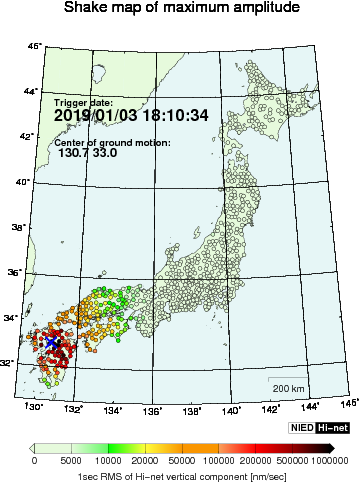 Shake map of maximum amplitude
45°
44°
42°
40°
36°
34°
32°
Trigger date:
2019/01/03 18:10:34
Center of ground motion:
130.7 33.0
200 km
130° 132° 134° 136° 138° 140° 142° 144° 145°
NIED Hi-net
0 5000 10000 20000 50000 100000 200000 500000 1000000
1sec RMS of Hi-net vertical component [nm/sec]